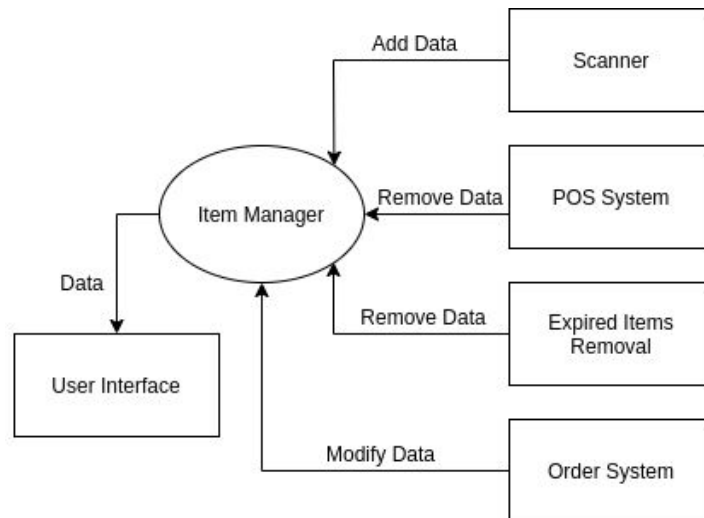 Add Data
Scanner
Item Manager
Remove Data
POS System
Data
Remove Data
Expired Items
Removal
User Interface
Modify Data
Order System